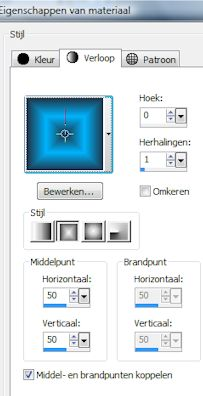 Eigenschappen van materiaal
Stijl
Kleur
Verloop
Patroon
Hoek:
0
Herhalingen:
1
Bewerken...
Omkeren
Stijl
Middelpunt
Brandpunt
Horizontaal:
Horizontaal:
50
50
Verticaal:
Verticaal:
50
50
Middel- en brandpunten koppelen